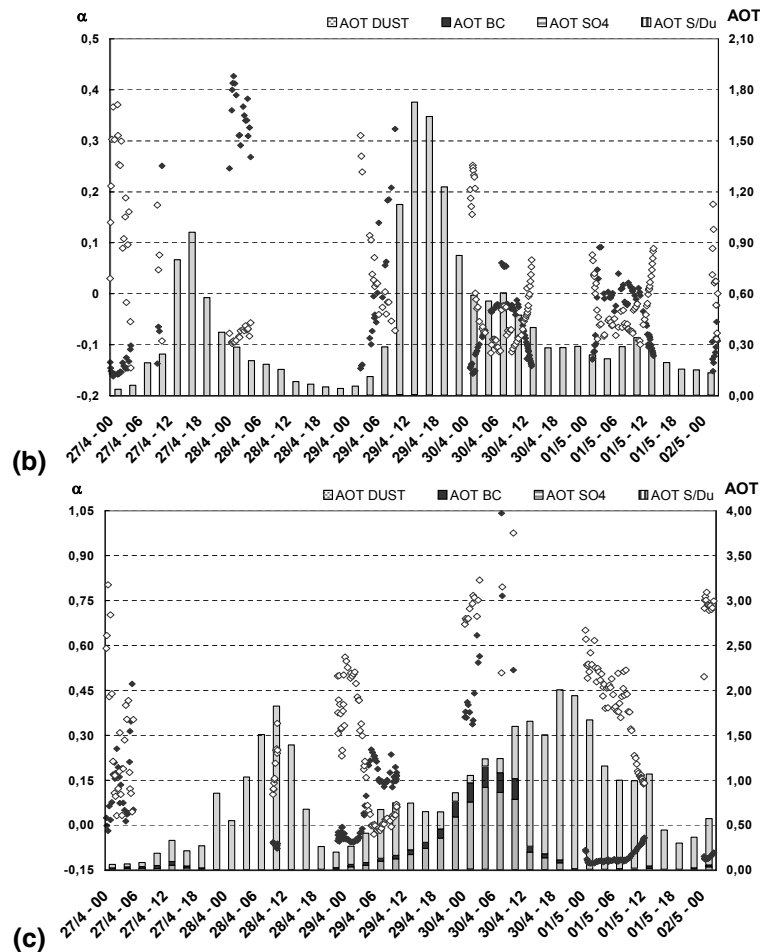 α AOT
AOT DUST AOT BC AOT SO4 AOT S/Du
0,5 2,10
0,4 1,80
1,50
0,3
0,2 1,20
0,1 0,90
0 0,60
-0,1 0,30
-0,2 0,00
27/4 - 00 27/4 - 06 27/4 - 12 27/4 - 18 28/4 - 00 28/4 - 06 28/4 - 12 28/4 - 18 29/4 - 00 29/4 - 06 29/4 - 12 29/4 - 18 30/4 - 00 30/4 - 06 30/4 - 12 30/4 - 18 01/5 - 00 01/5 - 06 01/5 - 12 01/5 - 18 02/5 - 00
(b)
α AOT
AOT DUST AOT BC AOT SO4 AOT S/Du
1,05 4,00
0,90 3,50
0,75 3,00
0,60 2,50
2,00
0,45
1,50
0,30
0,15 1,00
0,00 0,50
-0,15 0,00
27/4 - 00 27/4 - 06 27/4 - 12 27/4 - 18 28/4 - 00 28/4 - 06 28/4 - 12 28/4 - 18 29/4 - 00 29/4 - 06 29/4 - 12 29/4 - 18 30/4 - 00 30/4 - 06 30/4 - 12 30/4 - 18 01/5 - 00 01/5 - 06 01/5 - 12 01/5 - 18 02/5 - 00
(c)